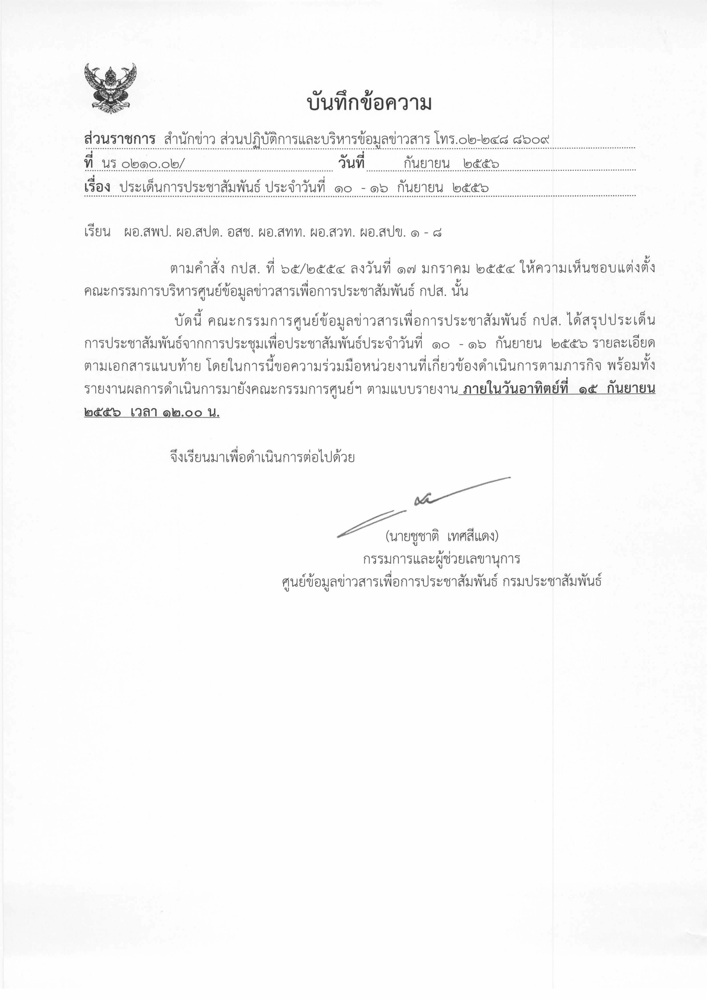 บันทึกข้อความ
ส่วนราชการ สำนักข่าว ส่วนปฏิบัติการและบริหารข้อมูลข่าวสาร โทร.๐๒-๒๔๘ ๘๖๐๙
ที่ นร ๐๒๑๐.๐๒/ วันที่ กันยายน ๒๕๕๖
เรื่อง ประเด็นการประชาสัมพันธ์ ประจำวันที่ ๑๐ - ๑๖ กันยายน ๒๕๕๖
เรียน ผอ.สพป. ผอ.สปต. อสช. ผอ.สทท. ผอ.สวท. ผอ.สปข. ๑ - ๘
ตามคำสั่ง กปส. ที่ ๖๕/๒๕๕๔ ลงวันที่ ๑๗ มกราคม ๒๕๕๔ ให้ความเห็นชอบแต่งตั้ง
คณะกรรมการบริหารศูนย์ข้อมูลข่าวสารเพื่อการประชาสัมพันธ์ กปส. นั้น
บัดนี้ คณะกรรมการศูนย์ข้อมูลข่าวสารเพื่อการประชาสัมพันธ์ กปส. ได้สรุปประเด็น
การประชาสัมพันธ์จากการประชุมเพื่อประชาสัมพันธ์ประจำวันที่ ๑๐ - ๑๖ กันยายน ๒๕๕๖ รายละเอียด
ตามเอกสารแนบท้าย โดยในการนี้ขอความร่วมมือหน่วยงานที่เกี่ยวข้องดำเนินการตามภารกิจ พร้อมทั้ง
รายงานผลการดำเนินการมายังคณะกรรมการศูนย์ฯ ตามแบบรายงาน ภายในวันอาทิตย์ที่ ๑๕ กันยายน
๒๕๕๖ เวลา ๑๒.๐๐ น.
จึงเรียนมาเพื่อดำเนินการต่อไปด้วย
(นายชูชาติ เทศสีแดง)
กรรมการและผู้ช่วยเลขานุการ
ศูนย์ข้อมูลข่าวสารเพื่อการประชาสัมพันธ์ กรมประชาสัมพันธ์